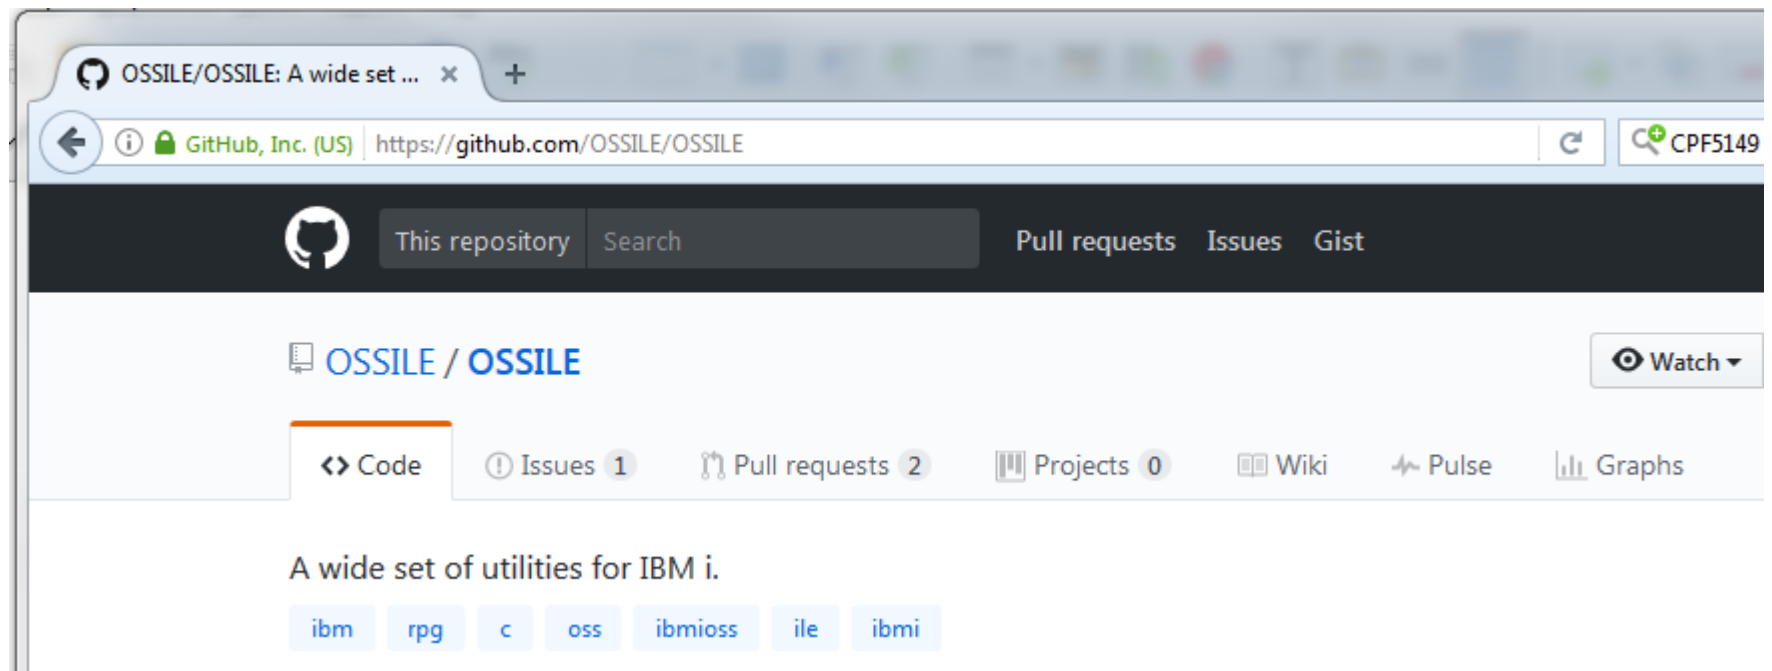 OSSILE/OSSILE: A wide set ...
GitHub, Inc. (US) https://github.com/OSSILE/OSSILE CPF5149
This repository Search Pull requests Issues Gist
OSSILE / OSSILE Watch
Code Issues 1 Pull requests 2 Projects 0 Wiki Pulse Graphs
A wide set of utilities for IBM i.
ibm rpg c oss ibmioss ile ibmi